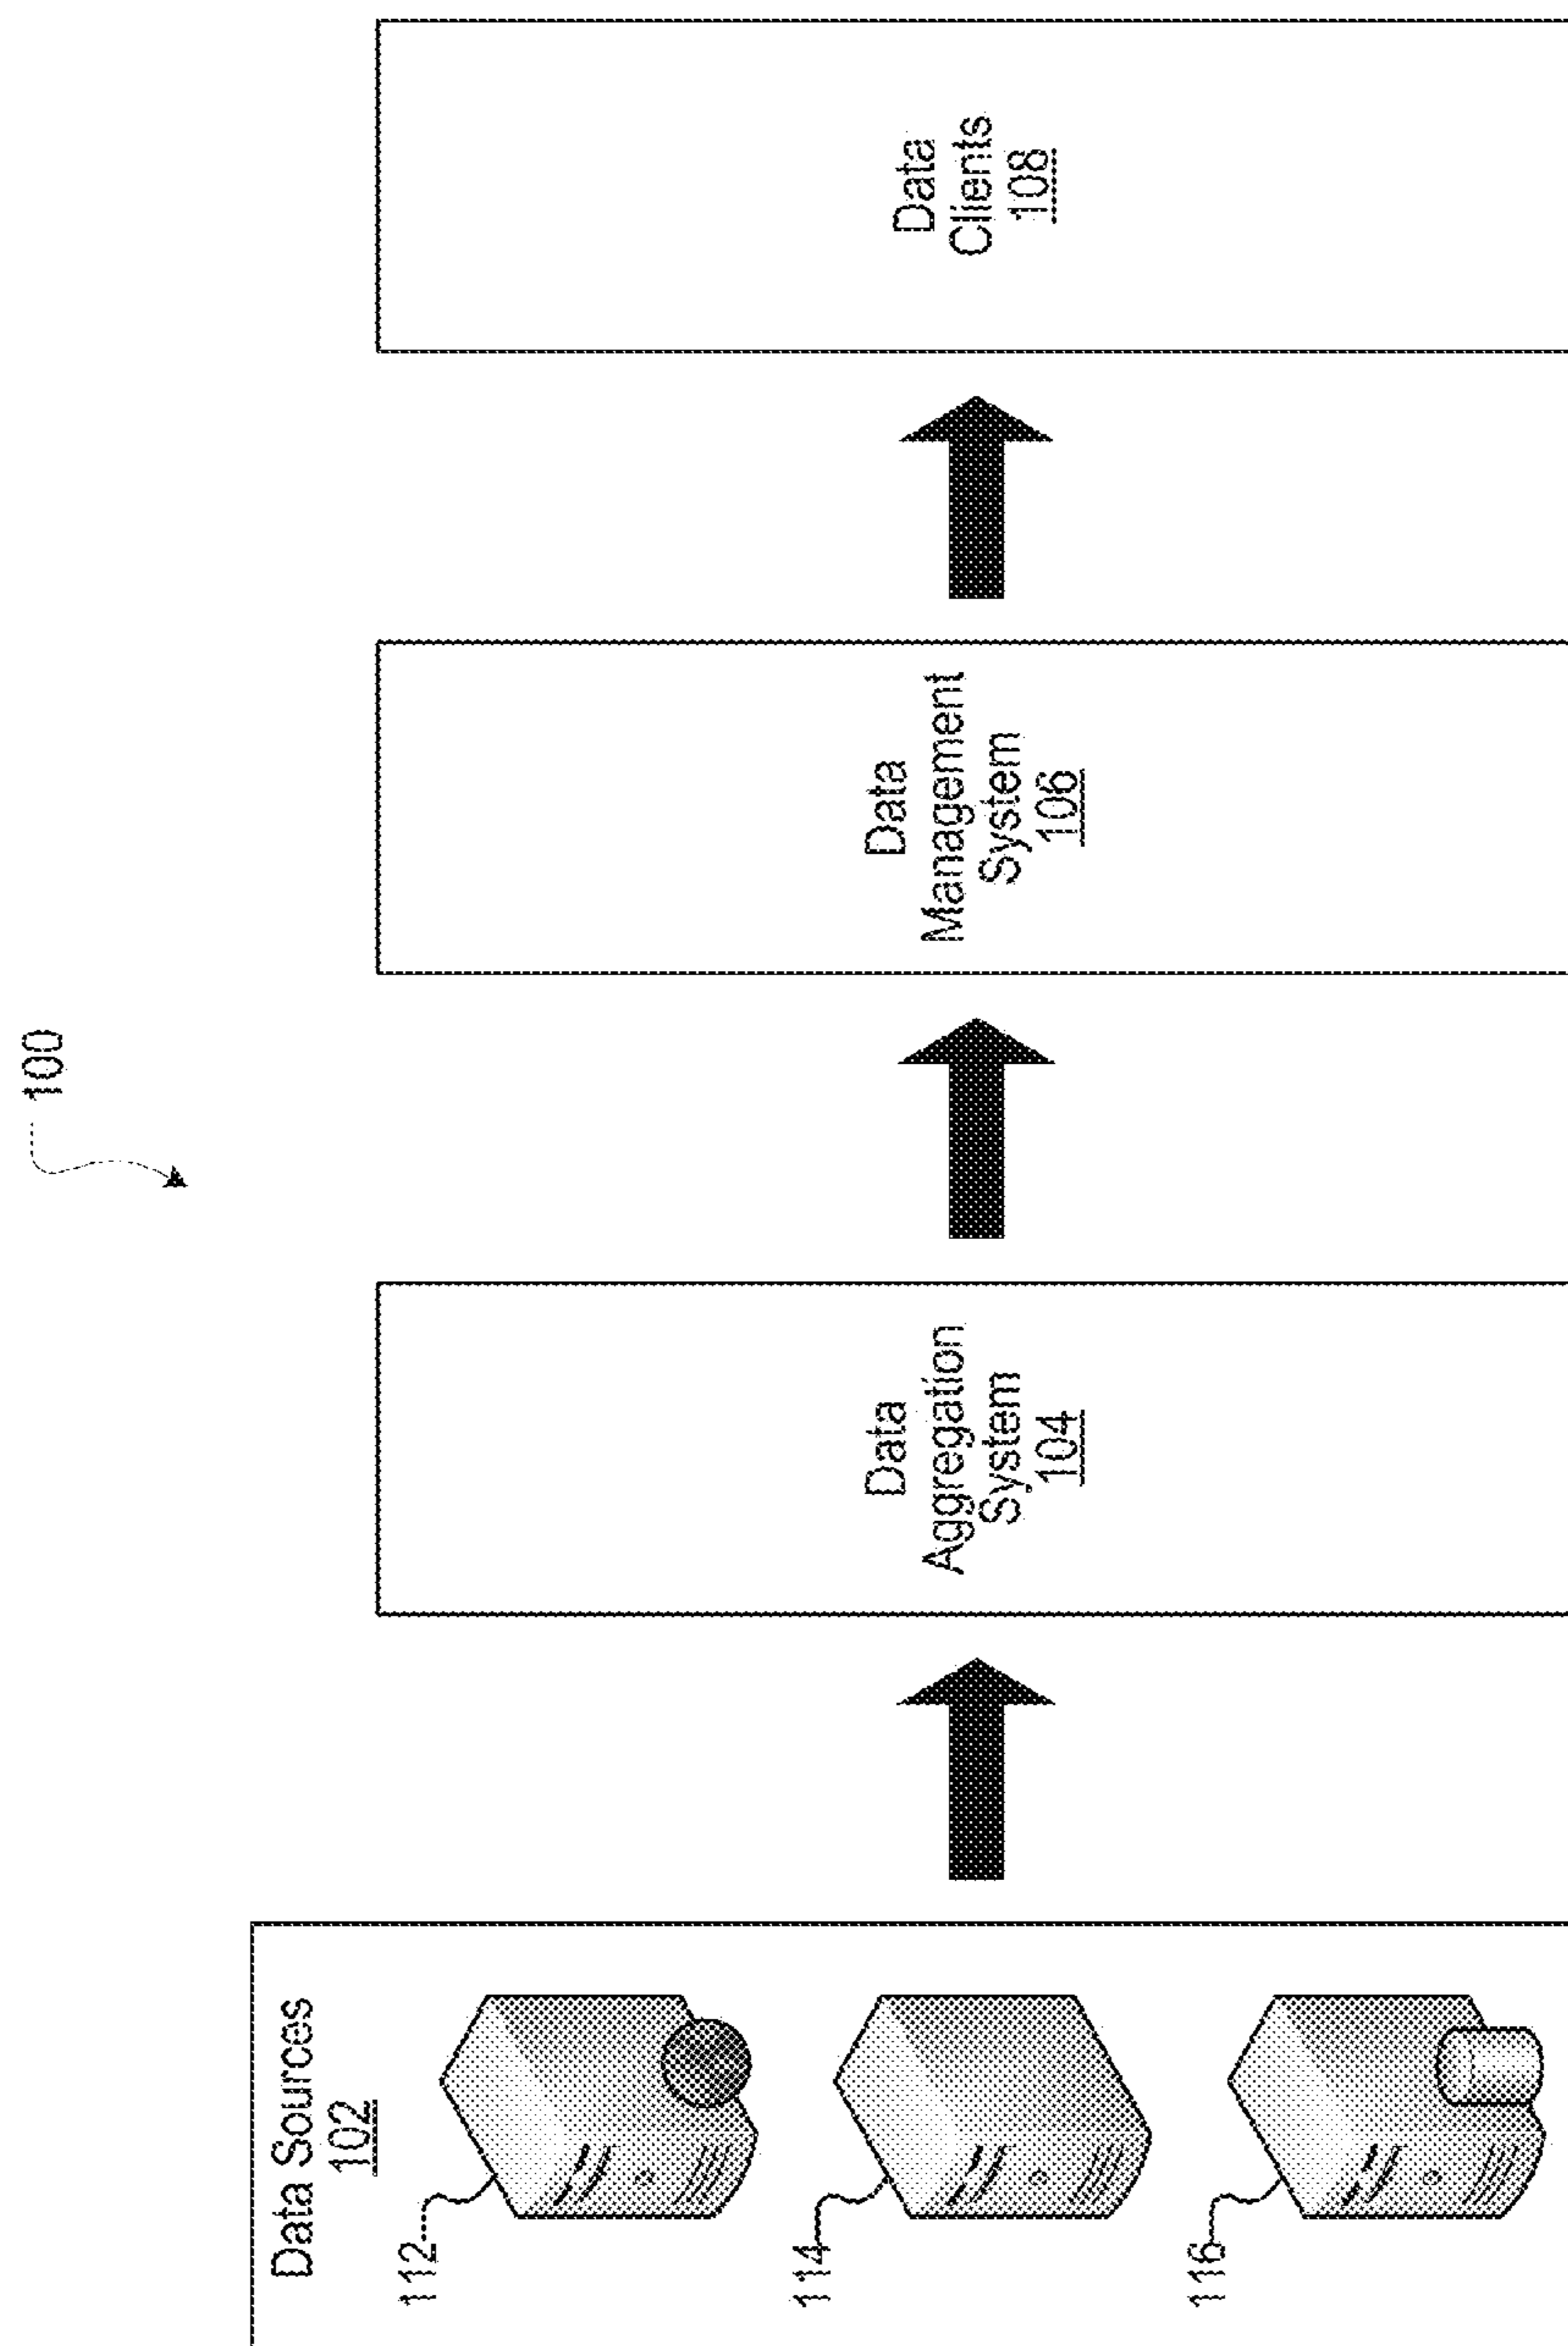 100
Data Sources
102
112
114
116
Data
Aggregation
System
104
Data
Management
System
106
Data
Clients
108